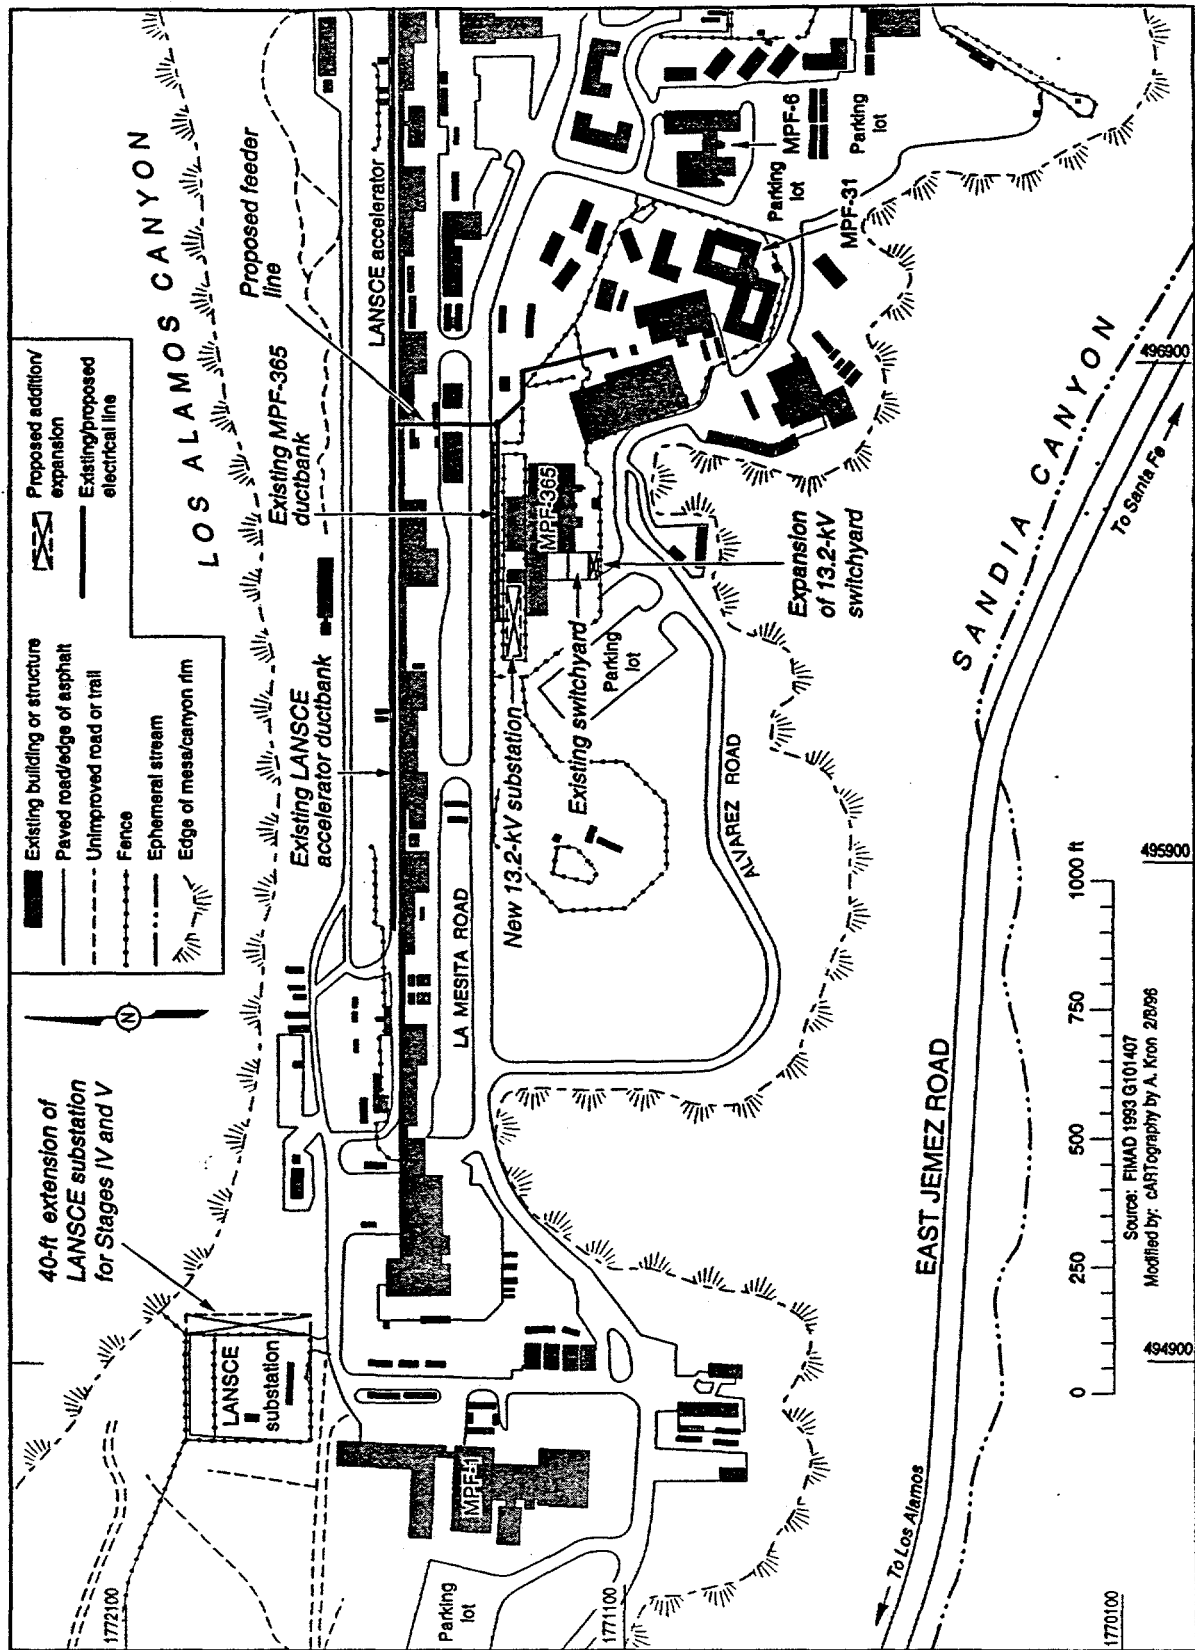 LOS ALAMOS CANYON
40-ft extension of
LANSCE substation
for Stages IV and V
N
Existing building or structure
Paved road/edge of asphalt
Unimproved road or trail
Fence
Ephemeral stream
Edge of mesa/canyon rim
Proposed addition/
expansion
Existing/proposed
electrical line
1772100
LANSCE
substation
Existing LANSCE
accelerator ductbank
Existing MPF-365
ductbank
Proposed feeder
line
LANSCE accelerator
MPF-1
LA MESITA ROAD
New 13.2-kV substation
Existing switchyard
MPF-365
Parking
lot
Parking
lot
1771100
Parking
lot
MPF-6
Parking
lot
MPF-31
ALVAREZ ROAD
Expansion
of 13.2-kV
switchyard
SANDIA CANYON
To Los Alamos
EAST JEMEZ ROAD
To Santa Fe
1770100
494900
495900
496900
0
250
500
750
1000 ft
Source: FIMAD 1993 G101407
Modified by: cARTography by A. Kron 2/8/96